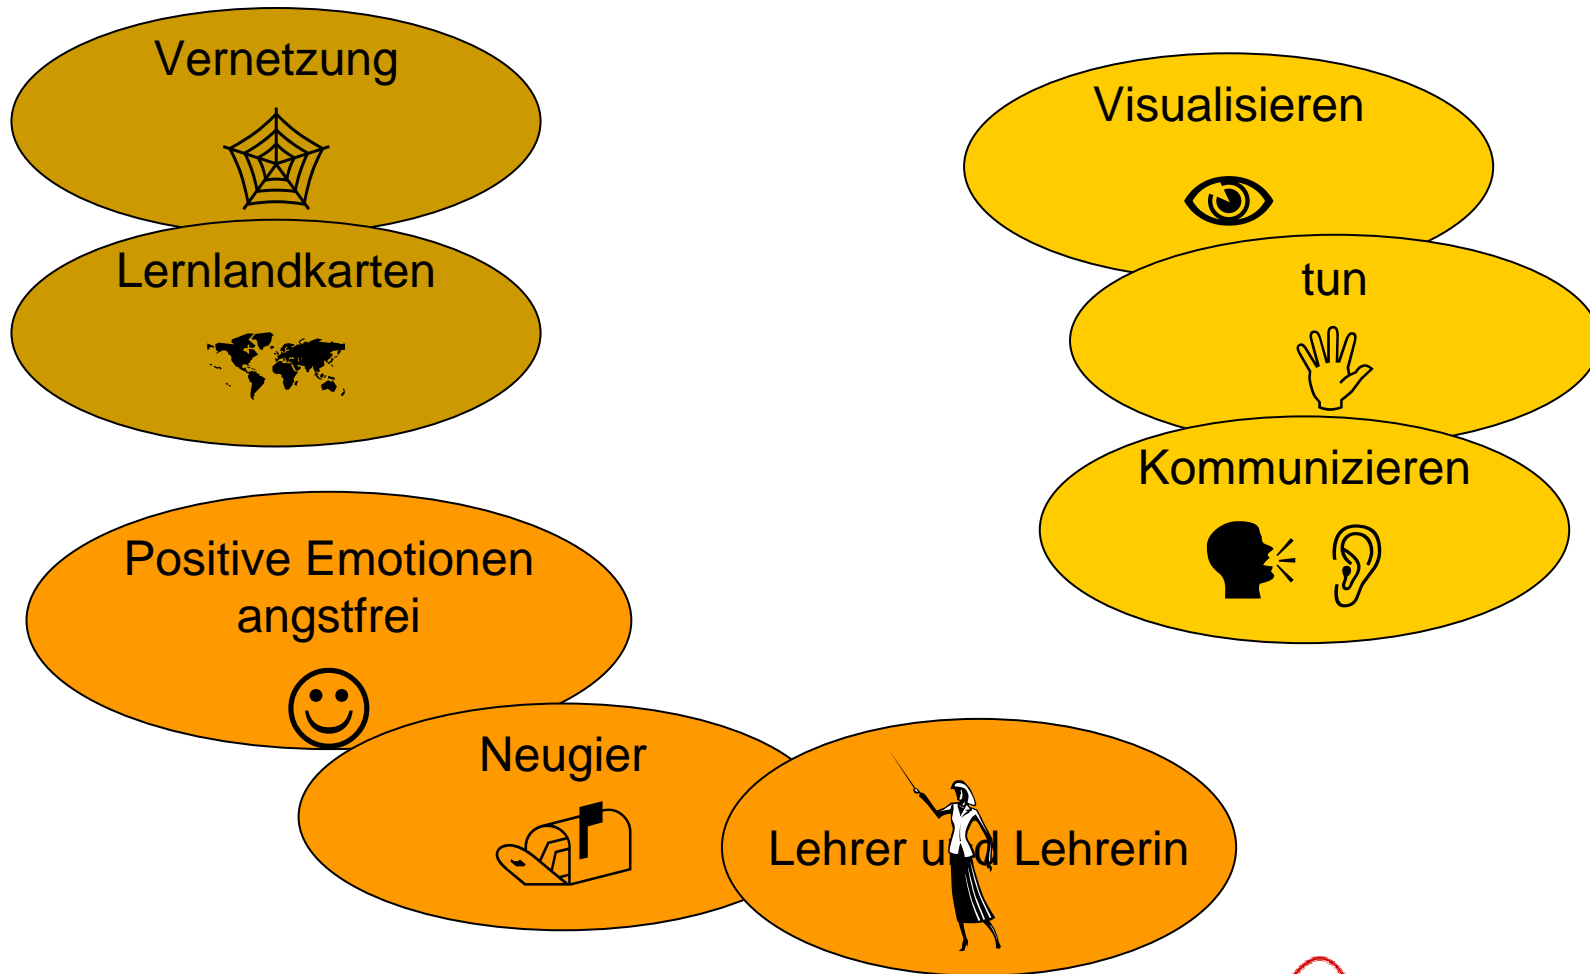 Vernetzung
Lernlandkarten
Visualisieren
tun
Kommunizieren
Positive Emotionen
angstfrei
Neugier
Lehrer und Lehrerin